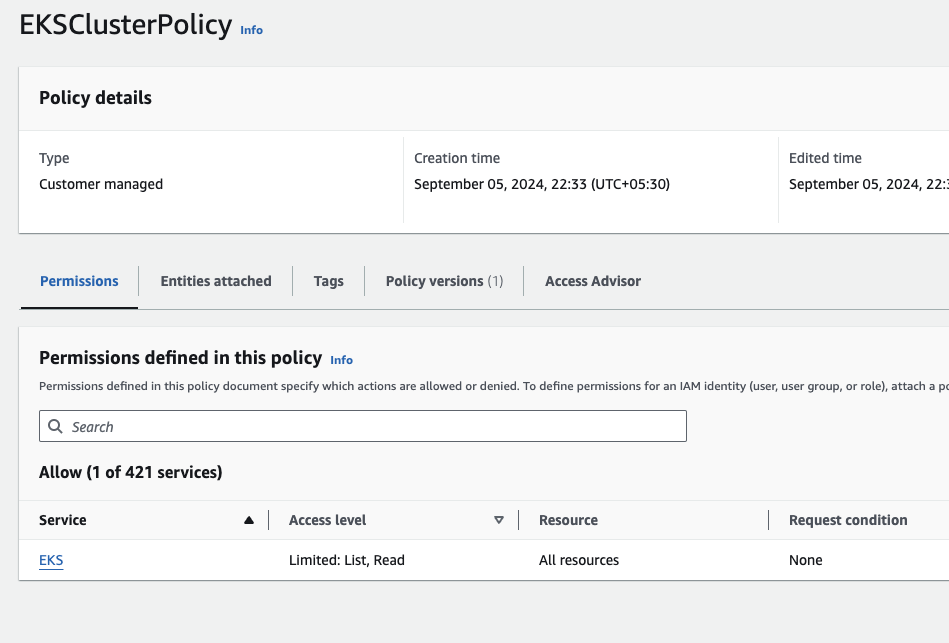 EKSClusterPolicy Info
Policy details
Type
Customer managed
Creation time
September 05, 2024, 22:33 (UTC+05:30)
Edited time
September 05, 2024,
Permissions
Entities attached
Tags
Policy versions (1)
Access Advisor
Permissions defined in this policy Info
Permissions defined in this policy document specify which actions are allowed or denied. To define permissions for an IAM identity (user, user group, or role), attach a
Search
Allow (1 of 421 services)
Service Access level Resource Request condition
EKS Limited: List, Read All resources None